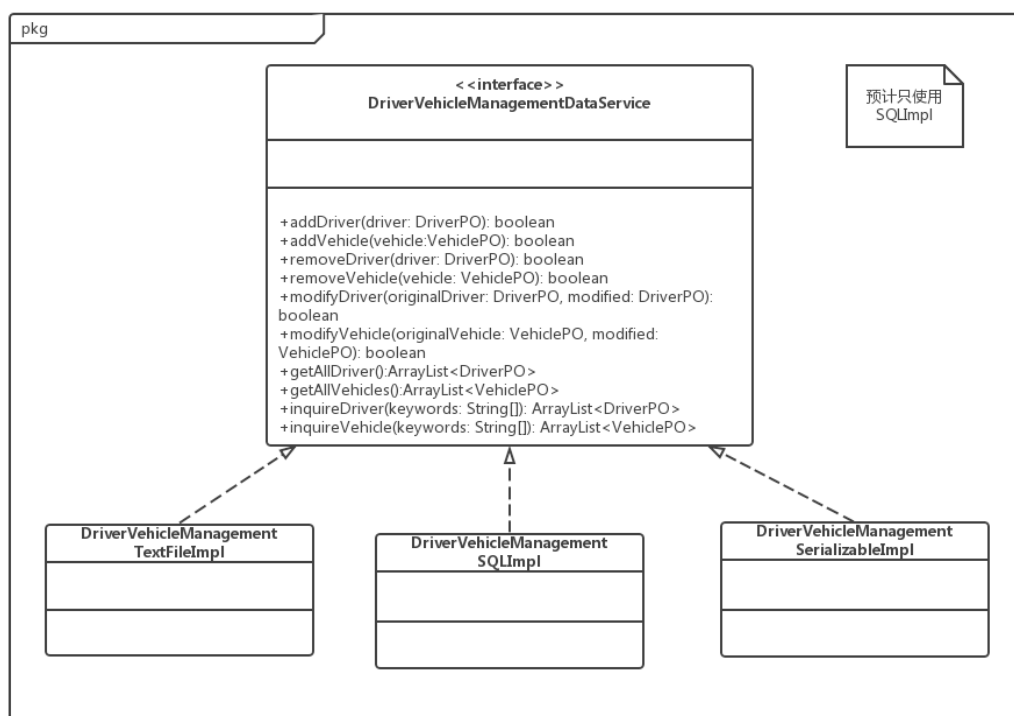 pkg
<<interface>>
DriverVehicleManagementDataService
预计只使用
SQLImpl
+addDriver(driver: DriverPO): boolean
+addVehicle(vehicle:VehiclePO): boolean
+removeDriver(driver: DriverPO): boolean
+removeVehicle(vehicle: VehiclePO): boolean
+modifyDriver(originalDriver: DriverPO, modified: DriverPO):
boolean
+modifyVehicle(originalVehicle: VehiclePO, modified:
VehiclePO): boolean
+getAllDriver():ArrayList<DriverPO>
+getAllVehicles():ArrayList<VehiclePO>
+inquireDriver(keywords: String[]): ArrayList<DriverPO>
+inquireVehicle(keywords: String[]): ArrayList<VehiclePO>
DriverVehicleManagement
TextFileImpl
DriverVehicleManagement
SQLImpl
DriverVehicleManagement
SerializableImpl